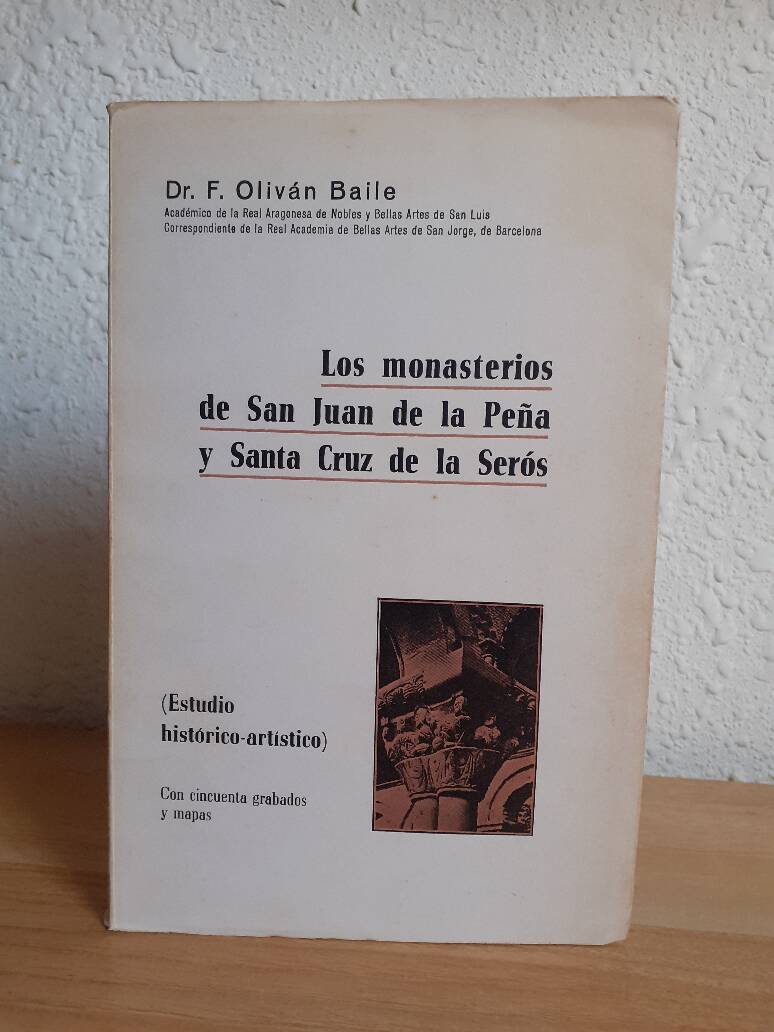 Dr. F. Oliván Baile
Académico de la Real Aragonesa de Nobles y Bellas Artes de San Luis
Correspondiente de la Real Academia de Bellas Artes de San Jorge, de Barcelona
Los monasterios
de San Juan de la Peña
y Santa Cruz de la Serós
(Estudio
histórico-artístico)
Con cincuenta grabados
y mapas